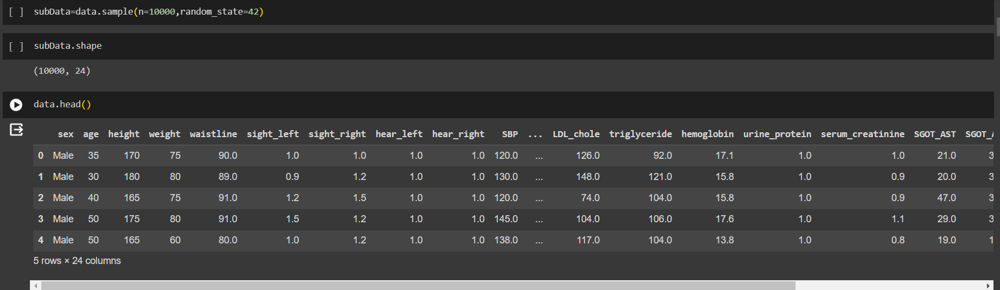 [ ] subData=data.sample(n=10000,random_state=42)
[ ] subData.shape
(10000, 24)
data.head()
sex age height weight waistline sight_left sight_right hear_left hear_right SBP ... LDL_chole triglyceride hemoglobin urine_protein serum_creatinine SGOT_AST SGOT_
0 Male 35 170 75 90.0 1.0 1.0 1.0 1.0 120.0 ... 126.0 92.0 17.1 1.0 1.0 21.0 3
1 Male 30 180 80 89.0 0.9 1.2 1.0 1.0 130.0 ... 148.0 121.0 15.8 1.0 0.9 20.0 3
2 Male 40 165 75 91.0 1.2 1.5 1.0 1.0 120.0 ... 74.0 104.0 15.8 1.0 0.9 47.0 3
3 Male 50 175 80 91.0 1.5 1.2 1.0 1.0 145.0 ... 104.0 106.0 17.6 1.0 1.1 29.0 3
4 Male 50 165 60 80.0 1.0 1.2 1.0 1.0 138.0 ... 117.0 104.0 13.8 1.0 0.8 19.0 1
5 rows × 24 columns